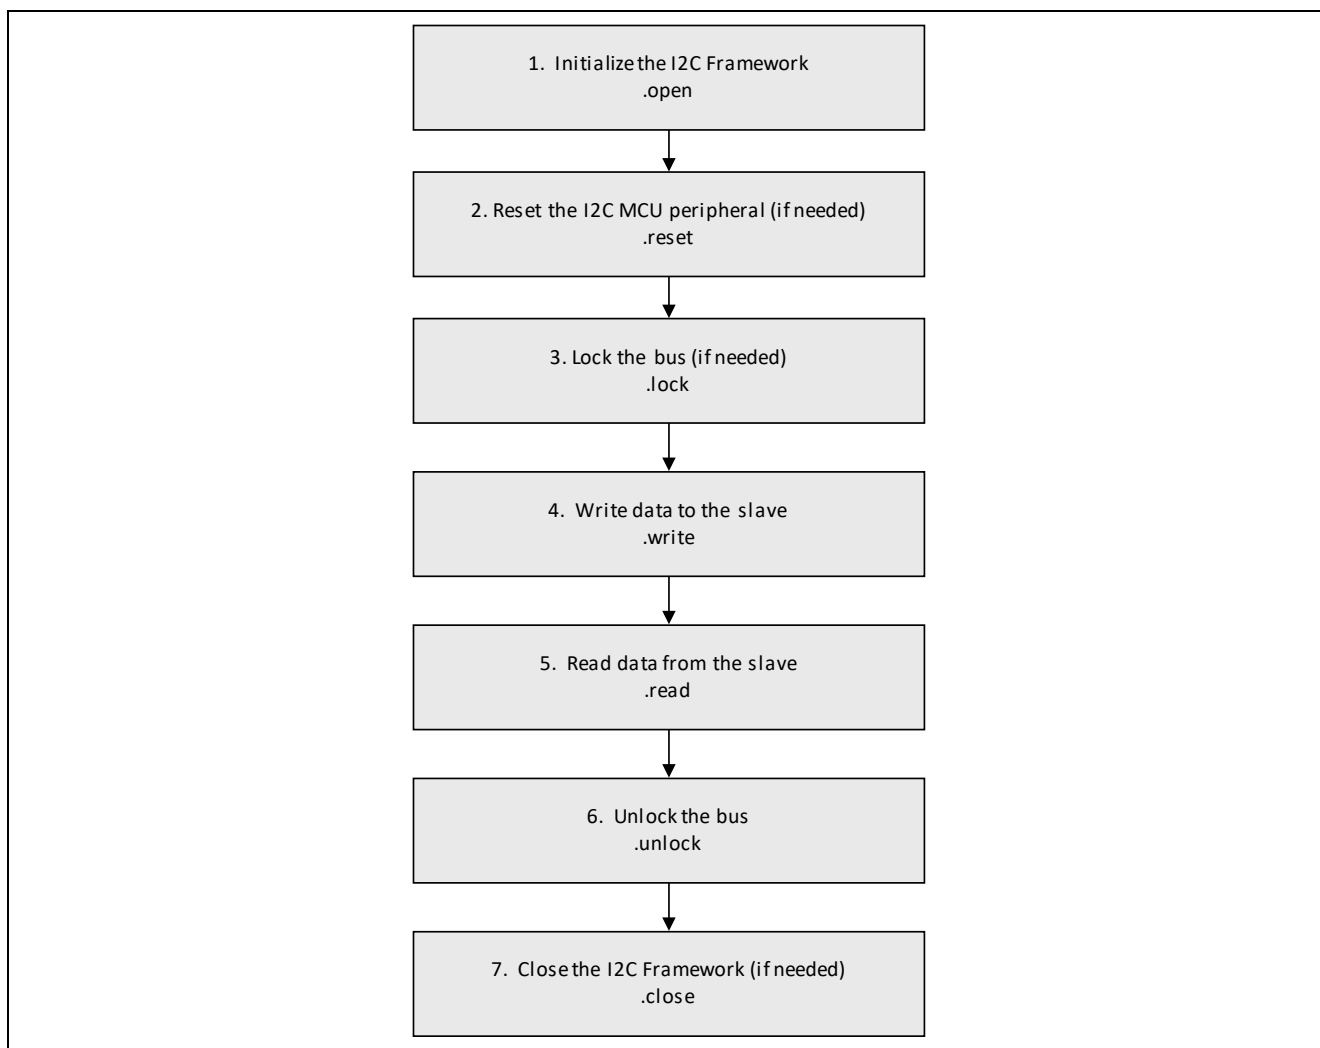 1. Initialize the I2C Framework
.open
2. Reset the I2C MCU peripheral (if needed)
.reset
3. Lock the bus (if needed)
.lock
4. Write data to the slave
.write
5. Read data from the slave
.read
6. Unlock the bus
.unlock
7. Close the I2C Framework (if needed)
.close